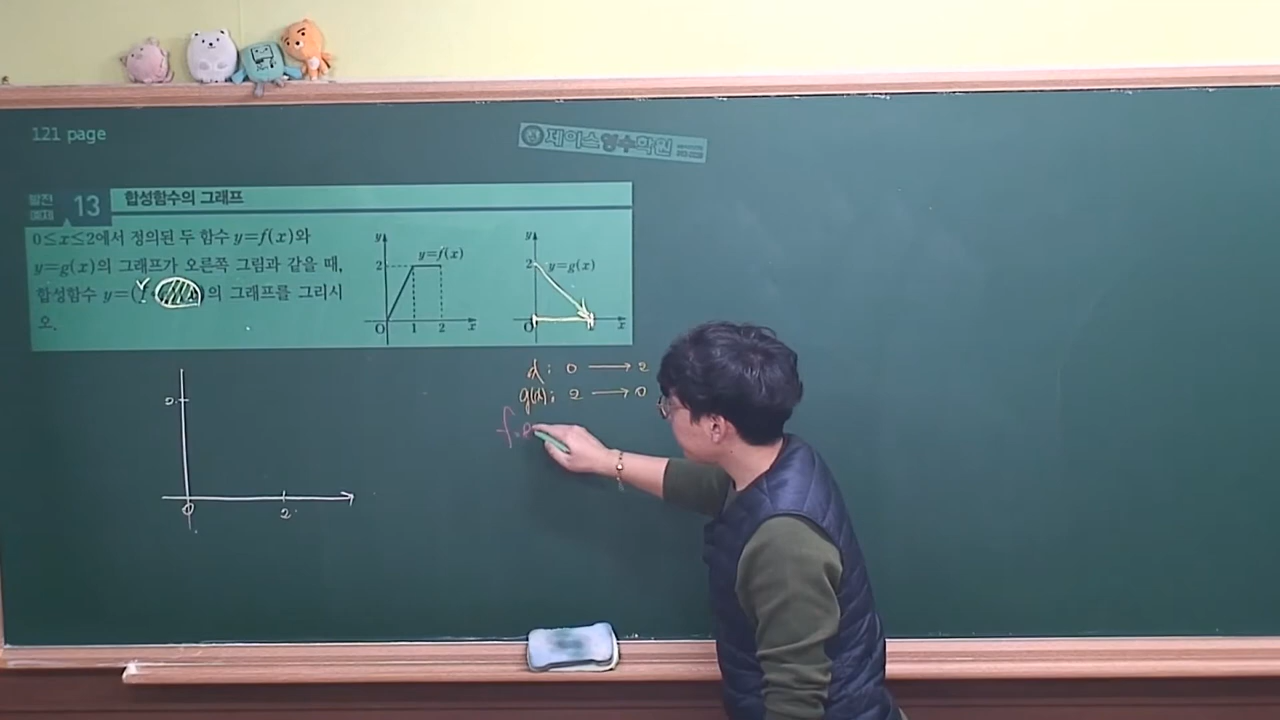 121 page
제이스영수학원
발전 예제 13 합성함수의 그래프
0≤x≤2에서 정의된 두 함수 y=f(x)와
y=g(x)의 그래프가 오른쪽 그림과 같을 때,
합성함수 y=( 의 그래프를 그리시
오.
y
2
y=f(x)
O 1 2 x
y
2
y=g(x)
O x
x: 0 → 2
g(x): 2 → 0
f
2
0 2